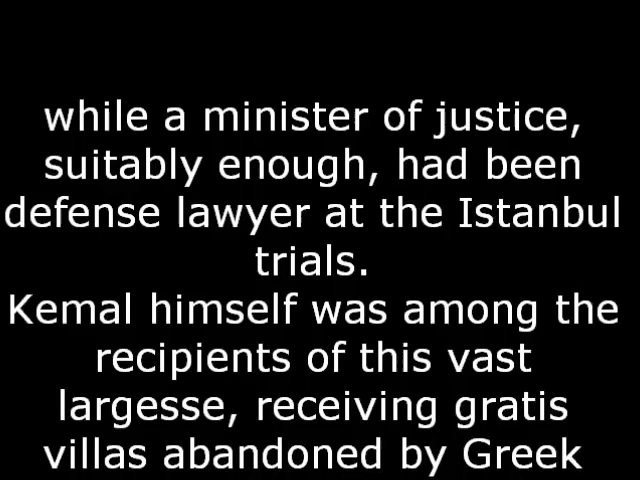 while a minister of justice,
suitably enough, had been
defense lawyer at the Istanbul
trials.
Kemal himself was among the
recipients of this vast
largesse, receiving gratis
villas abandoned by Greek